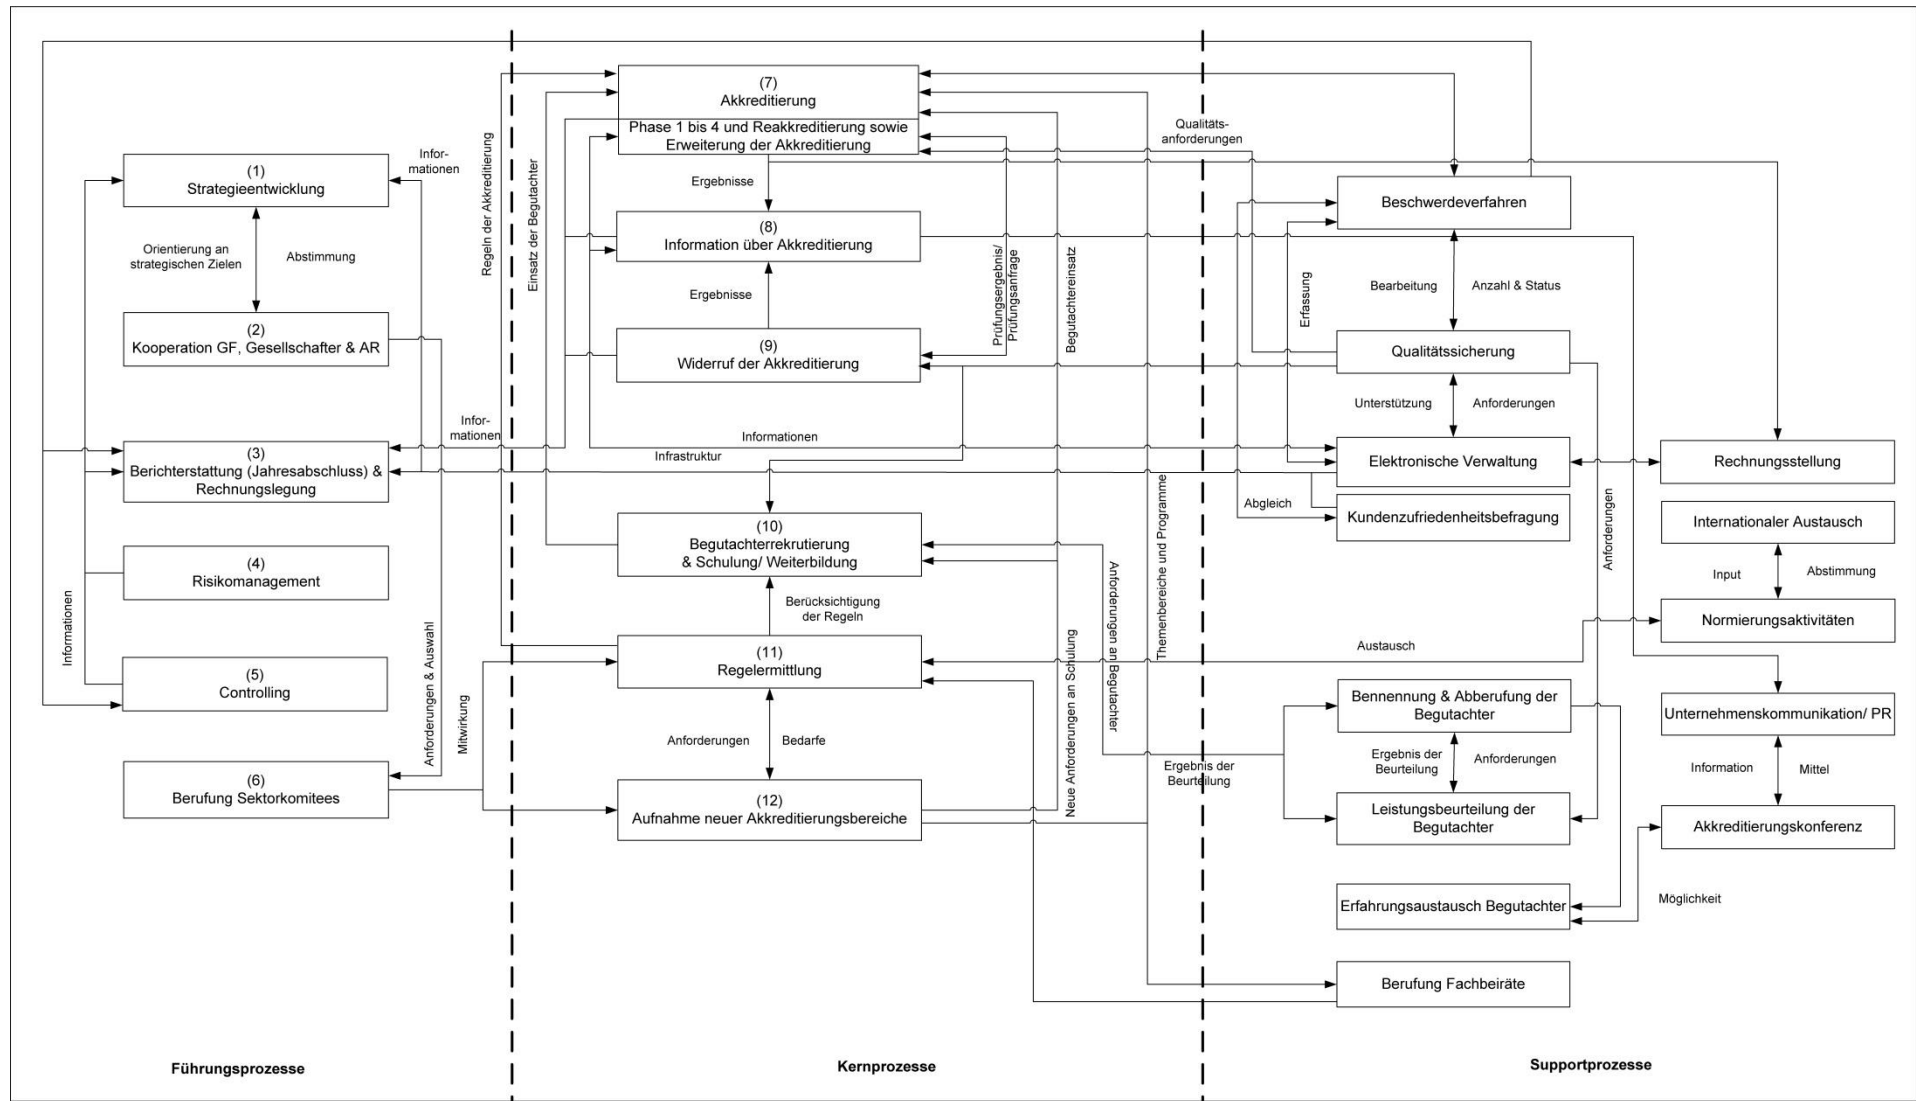 (1)
Strategieentwicklung
Orientierung an
strategischen Zielen
Abstimmung
(2)
Kooperation GF, Gesellschafter & AR
(3)
Berichterstattung (Jahresabschluss) &
Rechnungslegung
(4)
Risikomanagement
(5)
Controlling
(6)
Berufung Sektorkomitees
Informationen
Infor-
mationen
Anforderungen & Auswahl
Mitwirkung
Infor-
mationen
Regeln der Akkreditierung
Einsatz der Begutachter
Führungsprozesse
(7)
Akkreditierung
Phase 1 bis 4 und Reakkreditierung sowie
Erweiterung der Akkreditierung
Ergebnisse
(8)
Information über Akkreditierung
Ergebnisse
(9)
Widerruf der Akkreditierung
Informationen
Infrastruktur
(10)
Begutachterrekrutierung
& Schulung/ Weiterbildung
Berücksichtigung
der Regeln
(11)
Regelermittlung
Anforderungen
Bedarfe
(12)
Aufnahme neuer Akkreditierungsbereiche
Prüfungsergebnis/
Prüfungsanfrage
Begutachtereinsatz
Neue Anforderungen an Schulung
Anforderungen an Begutachter
Themenbereiche und Programme
Kernprozesse
Qualitäts-
anforderungen
Beschwerdeverfahren
Bearbeitung
Anzahl & Status
Erfassung
Qualitätssicherung
Unterstützung
Anforderungen
Elektronische Verwaltung
Abgleich
Kundenzufriedenheitsbefragung
Anforderungen
Austausch
Ergebnis der
Beurteilung
Bennennung & Abberufung der
Begutachter
Ergebnis der
Beurteilung
Anforderungen
Leistungsbeurteilung der
Begutachter
Erfahrungsaustausch Begutachter
Möglichkeit
Berufung Fachbeiräte
Rechnungsstellung
Internationaler Austausch
Input
Abstimmung
Normierungsaktivitäten
Unternehmenskommunikation/ PR
Information
Mittel
Akkreditierungskonferenz
Supportprozesse